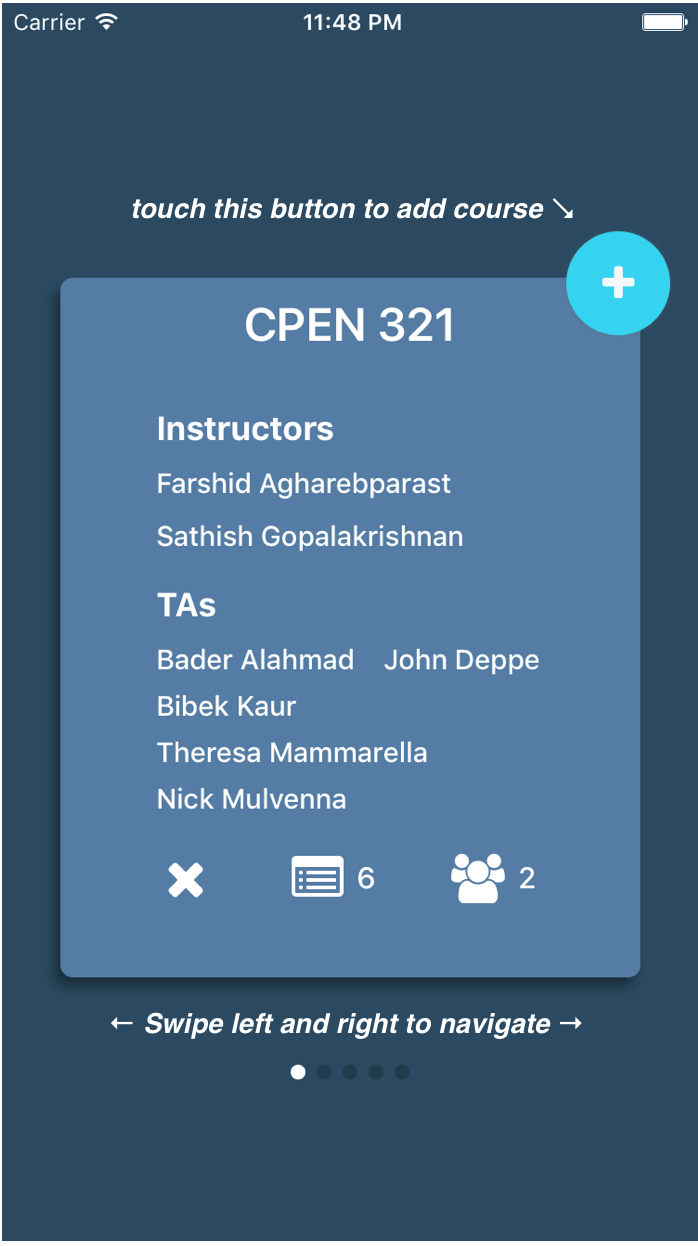 Carrier 11:48 PM
touch this button to add course ↘
CPEN 321
Instructors
Farshid Agharebparast
Sathish Gopalakrishnan
TAs
Bader Alahmad John Deppe
Bibek Kaur
Theresa Mammarella
Nick Mulvenna
6 2
← Swipe left and right to navigate →